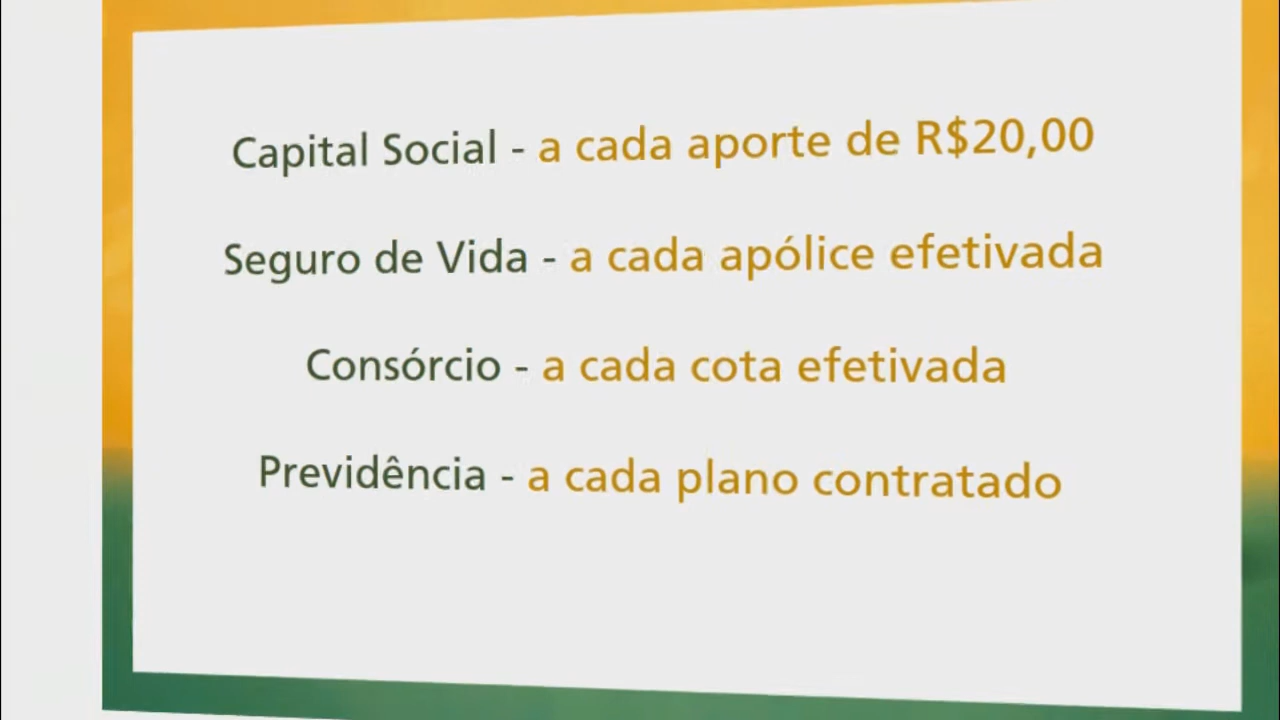 Capital Social - a cada aporte de R$20,00
Seguro de Vida - a cada apólice efetivada
Consórcio - a cada cota efetivada
Previdência - a cada plano contratado